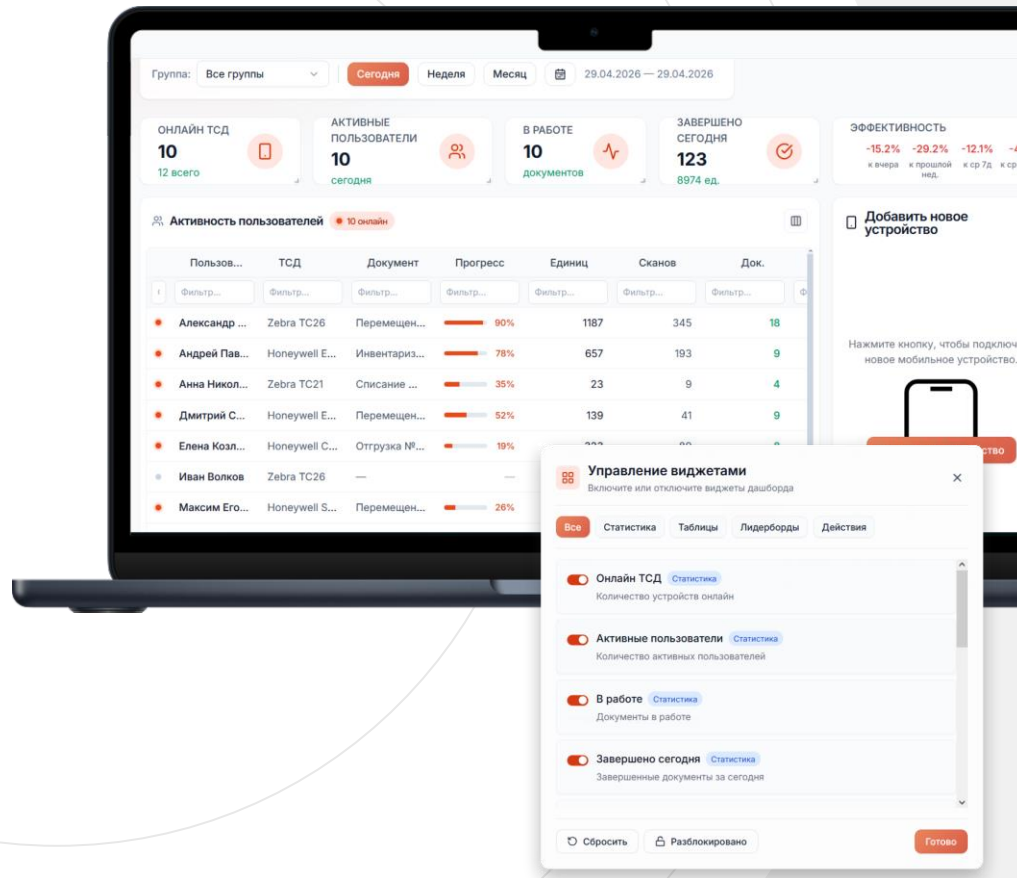 Группа: Все группы Сегодня Неделя Месяц 29.04.2026 — 29.04.2026
ОНЛАЙН ТСД
10
12 всего
АКТИВНЫЕ
ПОЛЬЗОВАТЕЛИ
10
сегодня
В РАБОТЕ
10
документов
ЗАВЕРШЕНО
СЕГОДНЯ
123
8974 ед.
ЭФФЕКТИВНОСТЬ
-15.2% -29.2% -12.1%
к вчера к прошлой нед. к ср 7д к ср
Активность пользователей 10 онлайн
Добавить новое
устройство
Пользов... ТСД Документ Прогресс Единиц Сканов Док.
Фильтр... Фильтр... Фильтр... Фильтр... Фильтр... Фильтр... Фильтр...
Александр ... Zebra TC26 Перемещен... 90% 1187 345 18
Андрей Пав... Honeywell E... Инвентариз... 78% 657 193 9
Анна Никол... Zebra TC21 Списание ... 35% 23 9 4
Дмитрий С... Honeywell E... Перемещен... 52% 139 41 9
Елена Козл... Honeywell C... Отгрузка №... 19%
Иван Волков Zebra TC26 — —
Максим Его... Honeywell S... Перемещен... 26%
Нажмите кнопку, чтобы подключ
новое мобильное устройство.
ство
Управление виджетами
Включите или отключите виджеты дашборда
Все Статистика Таблицы Лидерборды Действия
Онлайн ТСД Статистика
Количество устройств онлайн
Активные пользователи Статистика
Количество активных пользователей
В работе Статистика
Документы в работе
Завершено сегодня Статистика
Завершенные документы за сегодня
Сбросить Разблокировано Готово